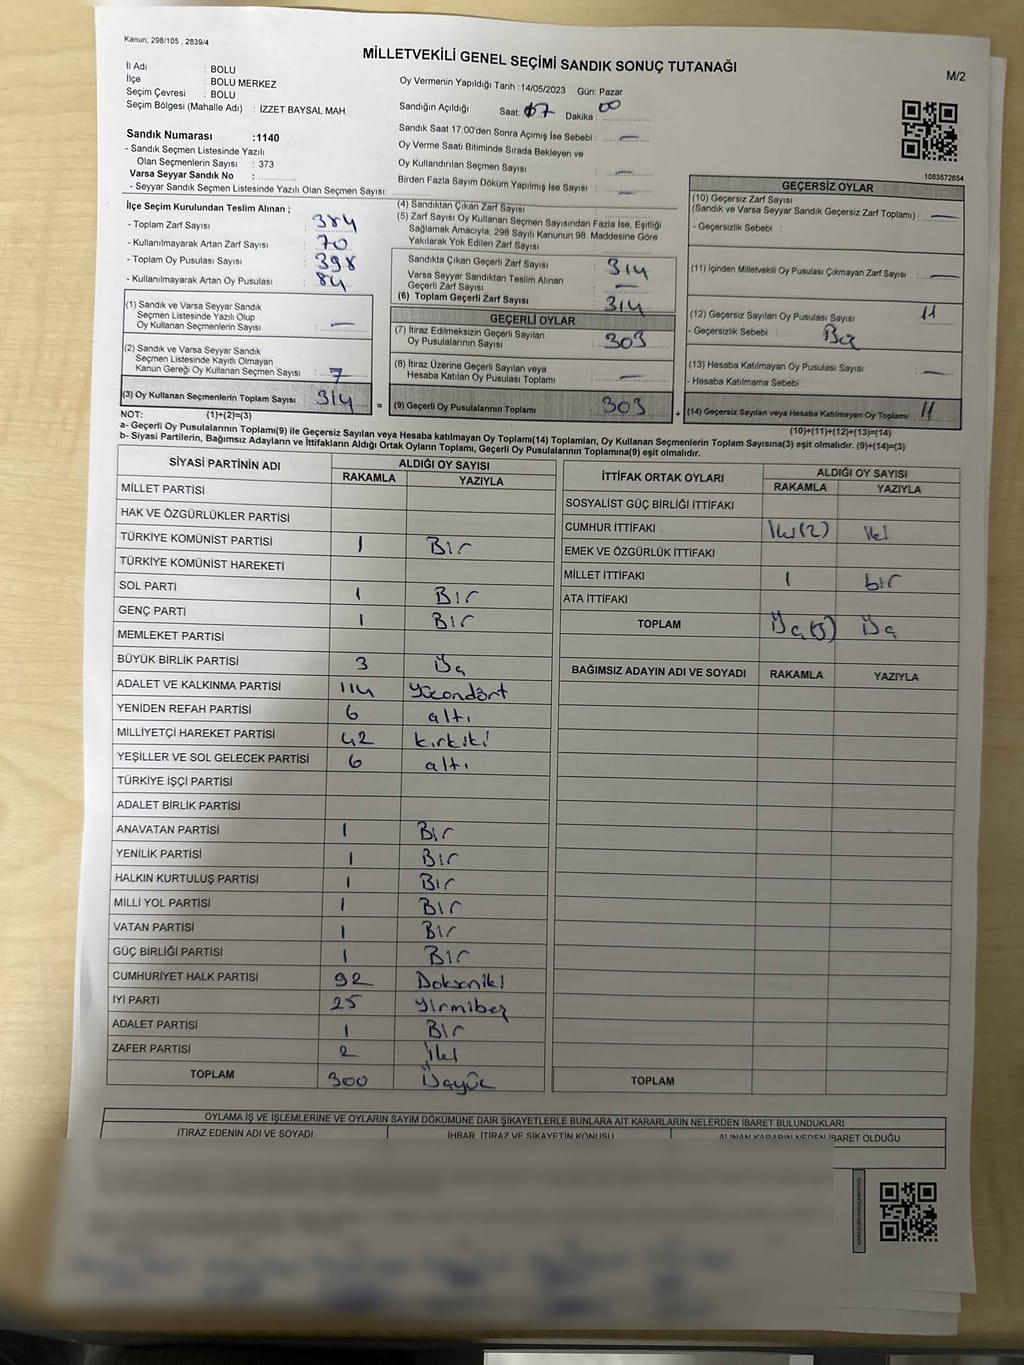 Kanun; 298/105 , 2839/4
MİLLETVEKİLİ GENEL SEÇİMİ SANDIK SONUÇ TUTANAĞI
M/2
İl Adı : BOLU
İlçe : BOLU MERKEZ
Seçim Çevresi : BOLU
Seçim Bölgesi (Mahalle Adı) : İZZET BAYSAL MAH.
Sandık Numarası :1140
- Sandık Seçmen Listesinde Yazılı
Olan Seçmenlerin Sayısı : 373
Varsa Seyyar Sandık No :
- Seyyar Sandık Seçmen Listesinde Yazılı Olan Seçmen Sayısı:
Oy Vermenin Yapıldığı Tarih :14/05/2023 Gün: Pazar
Sandığın Açıldığı Saat: 07 Dakika : 00
Sandık Saat 17:00'den Sonra Açımış İse Sebebi : —
Oy Verme Saati Bitiminde Sırada Bekleyen ve
Oy Kullandırılan Seçmen Sayısı : —
Birden Fazla Sayım Döküm Yapılmış İse Sayısı : —
1083572654
İlçe Seçim Kurulundan Teslim Alınan ;
- Toplam Zarf Sayısı : 384
- Kullanılmayarak Artan Zarf Sayısı : 70
- Toplam Oy Pusulası Sayısı : 398
- Kullanılmayarak Artan Oy Pusulası : 84
(1) Sandık ve Varsa Seyyar Sandık
Seçmen Listesinde Yazılı Olup
Oy Kullanan Seçmenlerin Sayısı : —
(2) Sandık ve Varsa Seyyar Sandık
Seçmen Listesinde Kayıtlı Olmayan
Kanun Gereği Oy Kullanan Seçmen Sayısı : 7
(3) Oy Kullanan Seçmenlerin Toplam Sayısı : 314
(4) Sandıktan Çıkan Zarf Sayısı :
(5) Zarf Sayısı Oy Kullanan Seçmen Sayısından Fazla İse, Eşitliği
Sağlamak Amacıyla; 298 Sayılı Kanunun 98. Maddesine Göre
Yakılarak Yok Edilen Zarf Sayısı :
Sandıkta Çıkan Geçerli Zarf Sayısı : 314
Varsa Seyyar Sandıktan Teslim Alınan
Geçerli Zarf Sayısı : —
(6) Toplam Geçerli Zarf Sayısı : 314
GEÇERLİ OYLAR
(7) İtiraz Edilmeksizin Geçerli Sayılan
Oy Pusulalarının Sayısı : 303
(8) İtiraz Üzerine Geçerli Sayılan veya
Hesaba Katılan Oy Pusulası Toplamı : —
= (9) Geçerli Oy Pusulalarının Toplamı : 303
GEÇERSİZ OYLAR
(10) Geçersiz Zarf Sayısı
(Sandık ve Varsa Seyyar Sandık Geçersiz Zarf Toplamı) : —
- Geçersizlik Sebebi :
(11) İçinden Milletvekili Oy Pusulası Çıkmayan Zarf Sayısı : —
(12) Geçersiz Sayılan Oy Pusulası Sayısı : 11
- Geçersizlik Sebebi :
(13) Hesaba Katılmayan Oy Pusulası Sayısı : —
- Hesaba Katılmama Sebebi
+ (14) Geçersiz Sayılan veya Hesaba Katılmayan Oy Toplamı : 11
NOT: (1)+(2)=(3)
(10)+(11)+(12)+(13)=(14)
a- Geçerli Oy Pusulalarının Toplamı(9) ile Geçersiz Sayılan veya Hesaba katılmayan Oy Toplamı(14) Toplamları, Oy Kullanan Seçmenlerin Toplam Sayısına(3) eşit olmalıdır. (9)+(14)=(3)
b- Siyasi Partilerin, Bağımsız Adayların ve İttifakların Aldığı Ortak Oyların Toplamı, Geçerli Oy Pusulalarının Toplamına(9) eşit olmalıdır.
SİYASİ PARTİNİN ADI ALDIĞI OY SAYISI
RAKAMLA YAZIYLA
MİLLET PARTİSİ
HAK VE ÖZGÜRLÜKLER PARTİSİ
TÜRKİYE KOMÜNİST PARTİSİ 1 Bir
TÜRKİYE KOMÜNİST HAREKETİ
SOL PARTİ 1 Bir
GENÇ PARTİ 1 Bir
MEMLEKET PARTİSİ
BÜYÜK BİRLİK PARTİSİ 3 Üç
ADALET VE KALKINMA PARTİSİ 114 Yüzondört
YENİDEN REFAH PARTİSİ 6 altı
MİLLİYETÇİ HAREKET PARTİSİ 42 kırkiki
YEŞİLLER VE SOL GELECEK PARTİSİ 6 altı
TÜRKİYE İŞÇİ PARTİSİ
ADALET BİRLİK PARTİSİ
ANAVATAN PARTİSİ 1 Bir
YENİLİK PARTİSİ 1 Bir
HALKIN KURTULUŞ PARTİSİ 1 Bir
MİLLİ YOL PARTİSİ 1 Bir
VATAN PARTİSİ 1 Bir
GÜÇ BİRLİĞİ PARTİSİ 1 Bir
CUMHURİYET HALK PARTİSİ 92 Doksaniki
İYİ PARTİ 25 Yirmibeş
ADALET PARTİSİ 1 Bir
ZAFER PARTİSİ 2 İki
TOPLAM 300 Üçyüz
İTTİFAK ORTAK OYLARI ALDIĞI OY SAYISI
RAKAMLA YAZIYLA
SOSYALİST GÜÇ BİRLİĞİ İTTİFAKI
CUMHUR İTTİFAKI İki(2) İki
EMEK VE ÖZGÜRLÜK İTTİFAKI
MİLLET İTTİFAKI 1 bir
ATA İTTİFAKI
TOPLAM Üç(3) Üç
BAĞIMSIZ ADAYIN ADI VE SOYADI RAKAMLA YAZIYLA
TOPLAM
OYLAMA İŞ VE İŞLEMLERİNE VE OYLARIN SAYIM DÖKÜMÜNE DAİR ŞİKAYETLERLE BUNLARA AİT KARARLARIN NELERDEN İBARET BULUNDUKLARI
İTİRAZ EDENİN ADI VE SOYADI İHBAR, İTİRAZ VE ŞİKAYETİN KONUSU ALINAN KARARIN NEDEN İBARET OLDUĞU